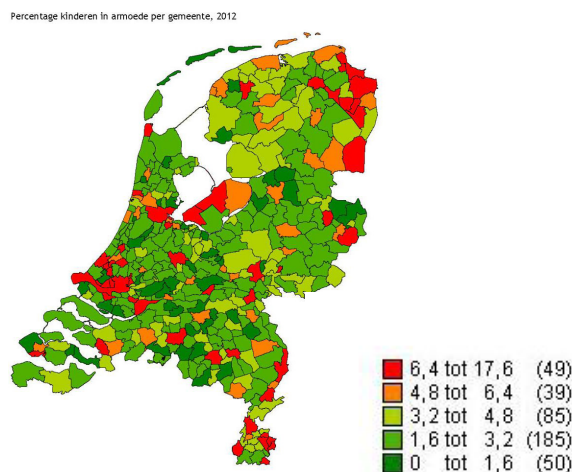 Percentage kinderen in armoede per gemeente, 2012
6,4 tot 17,6 (49)
4,8 tot 6,4 (39)
3,2 tot 4,8 (85)
1,6 tot 3,2 (185)
0 tot 1,6 (50)